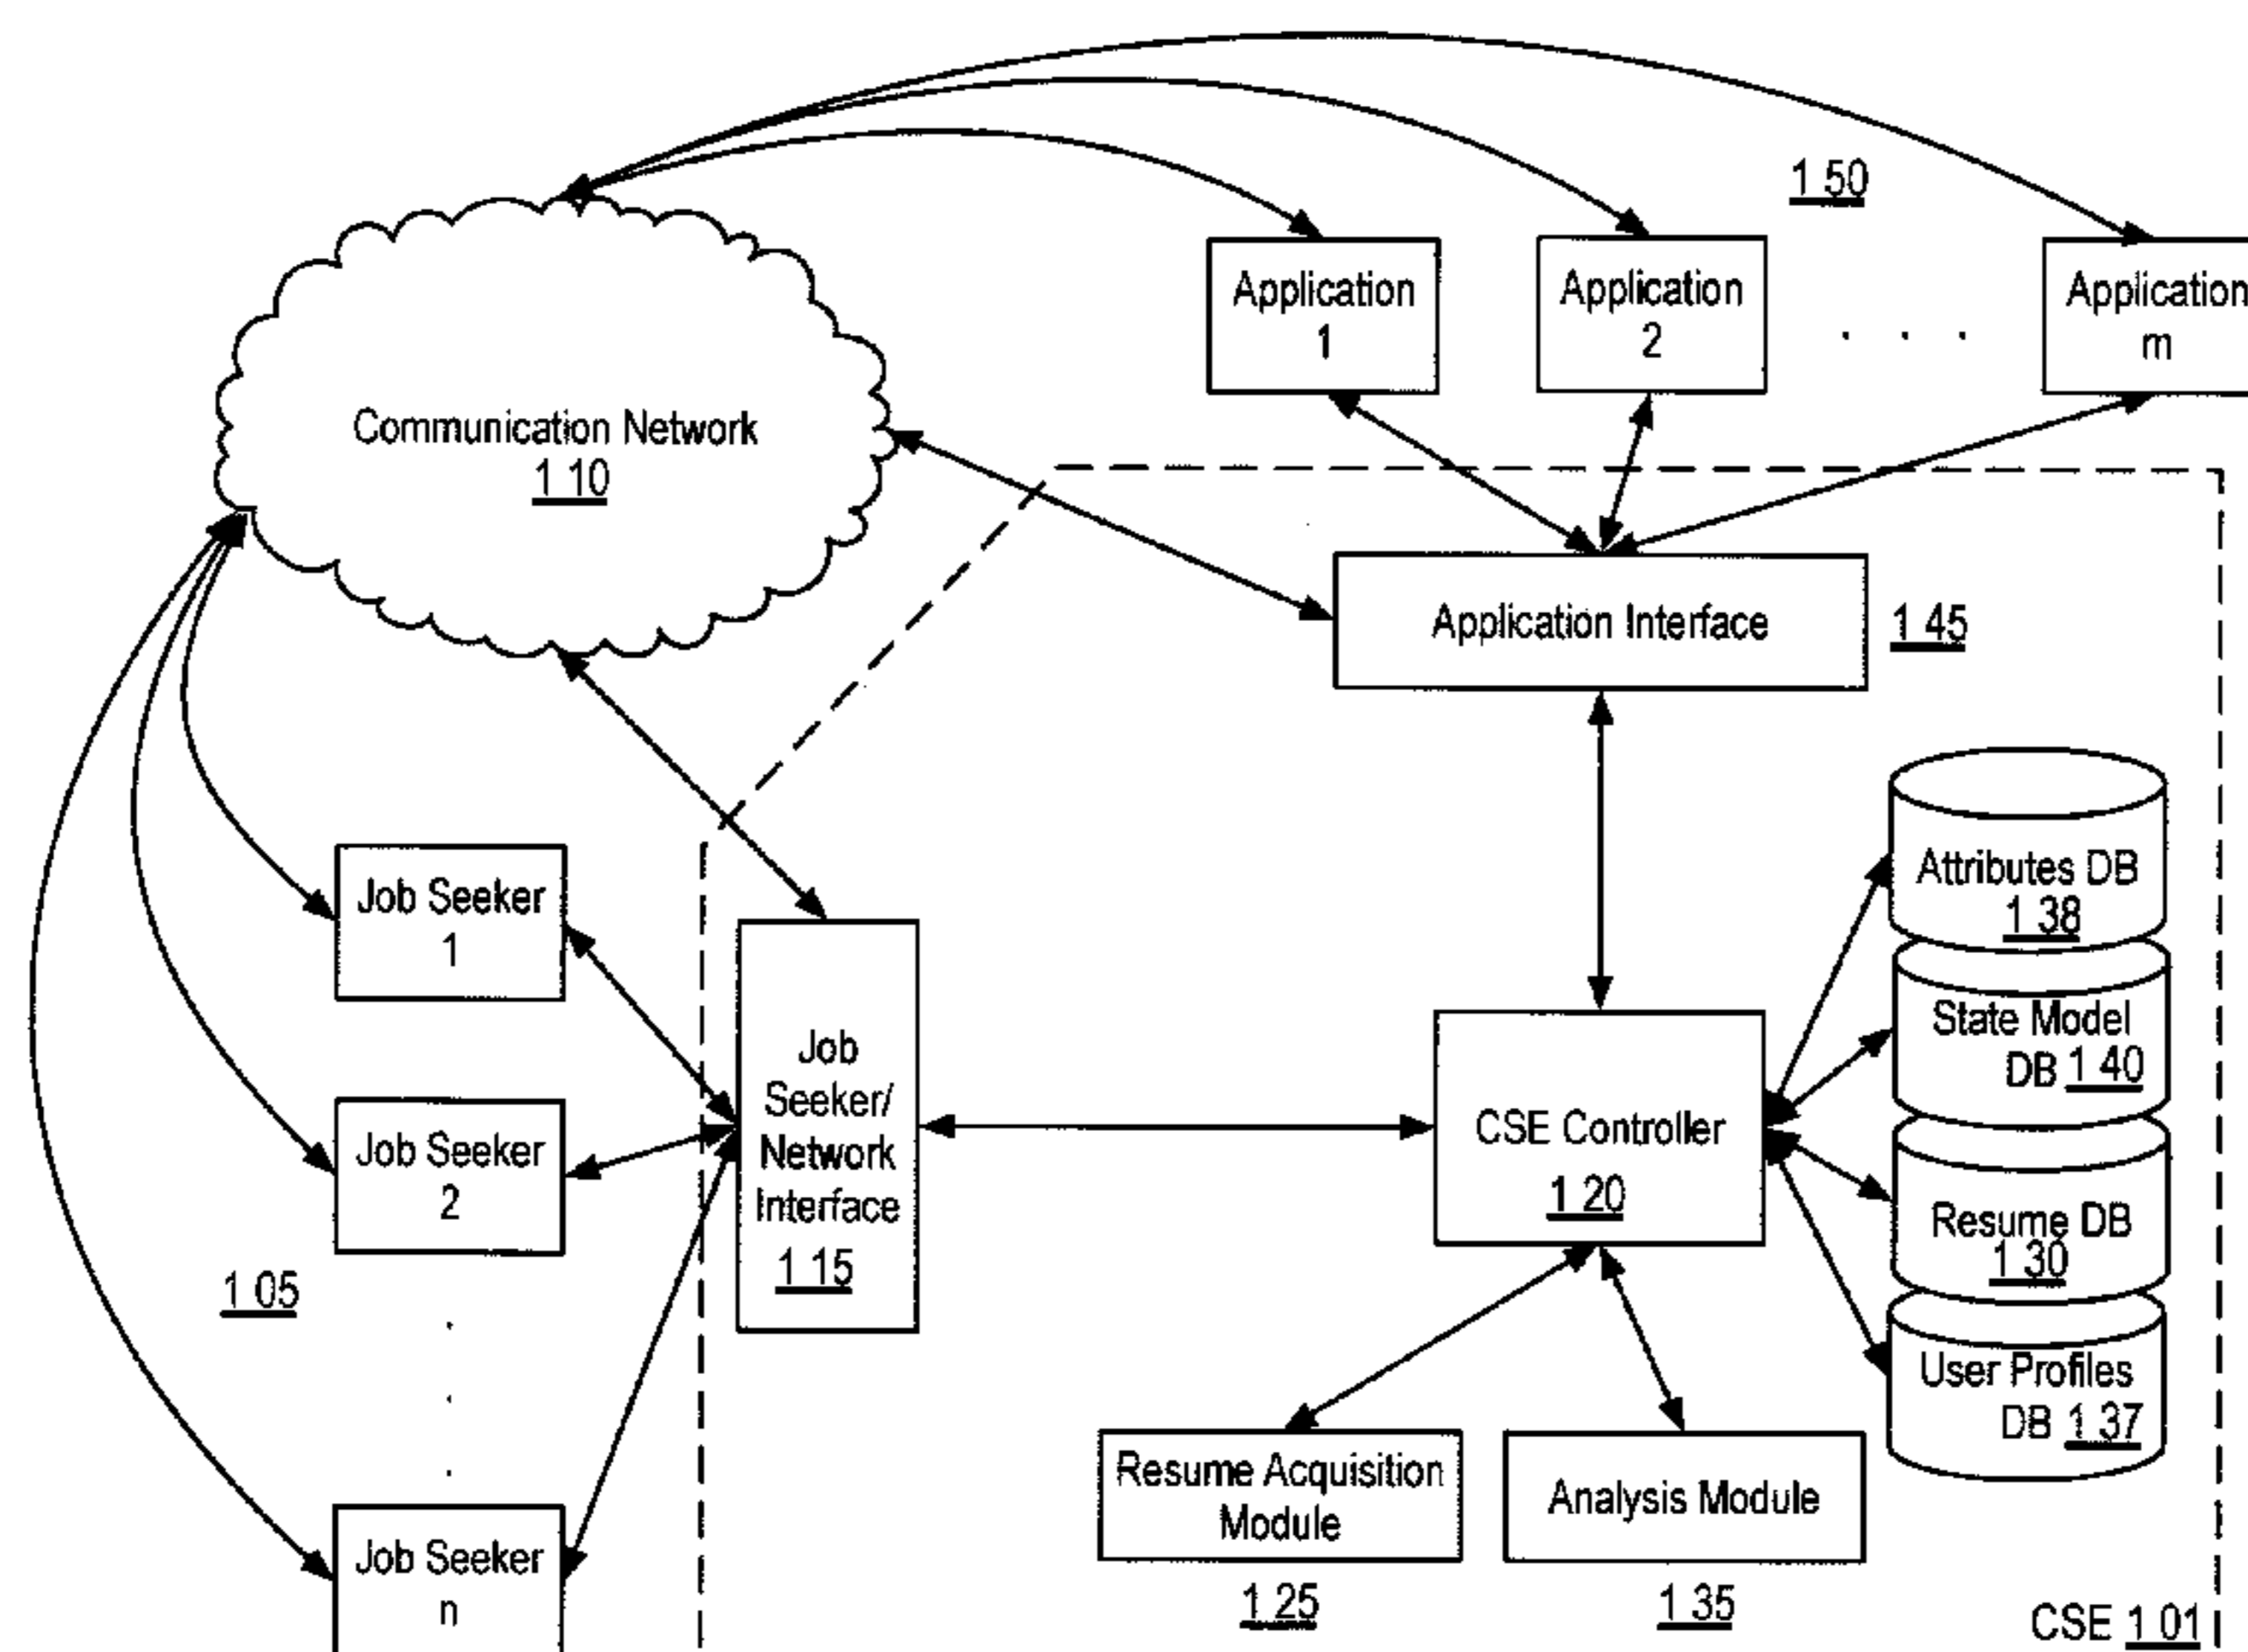 1 50
Application
1
Application
2
. . .
Application
m
Communication Network
1 10
Application Interface
1 45
Attributes DB
1 38
State Model
DB 1 40
Resume DB
1 30
User Profiles
DB 1 37
Job Seeker
1
Job Seeker
2
1 05
.
.
.
Job Seeker
n
Job
Seeker/
Network
Interface
1 15
CSE Controller
1 20
Resume Acquisition
Module
1 25
Analysis Module
1 35
CSE 1 01